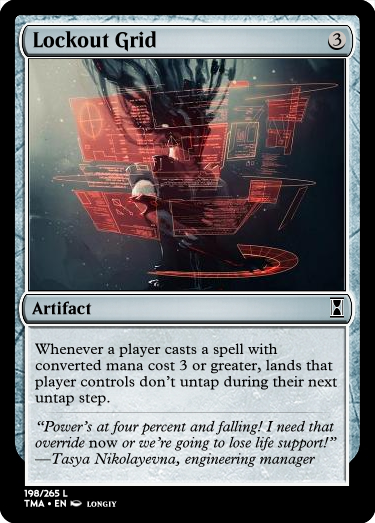 Lockout Grid 3
Artifact
Whenever a player casts a spell with
converted mana cost 3 or greater, lands that
player controls don't untap during their next
untap step.
"Power's at four percent and falling! I need that
override now or we're going to lose life support!"
—Tasya Nikolayevna, engineering manager
198/265 L
TMA • EN LONGIY